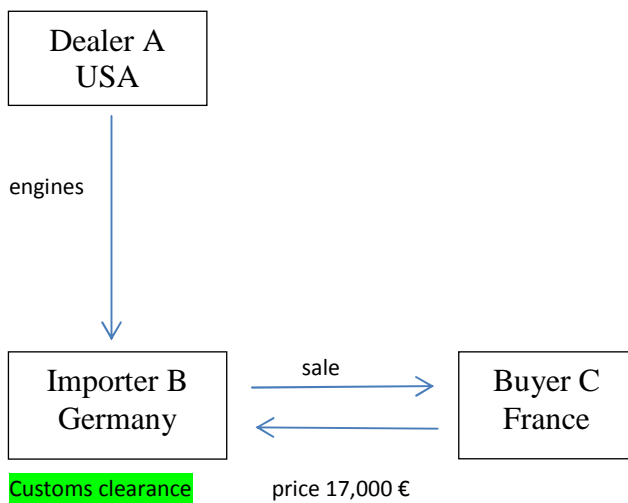 Dealer A
USA
engines
Importer B
Germany
sale
Buyer C
France
Customs clearance
price 17,000 €